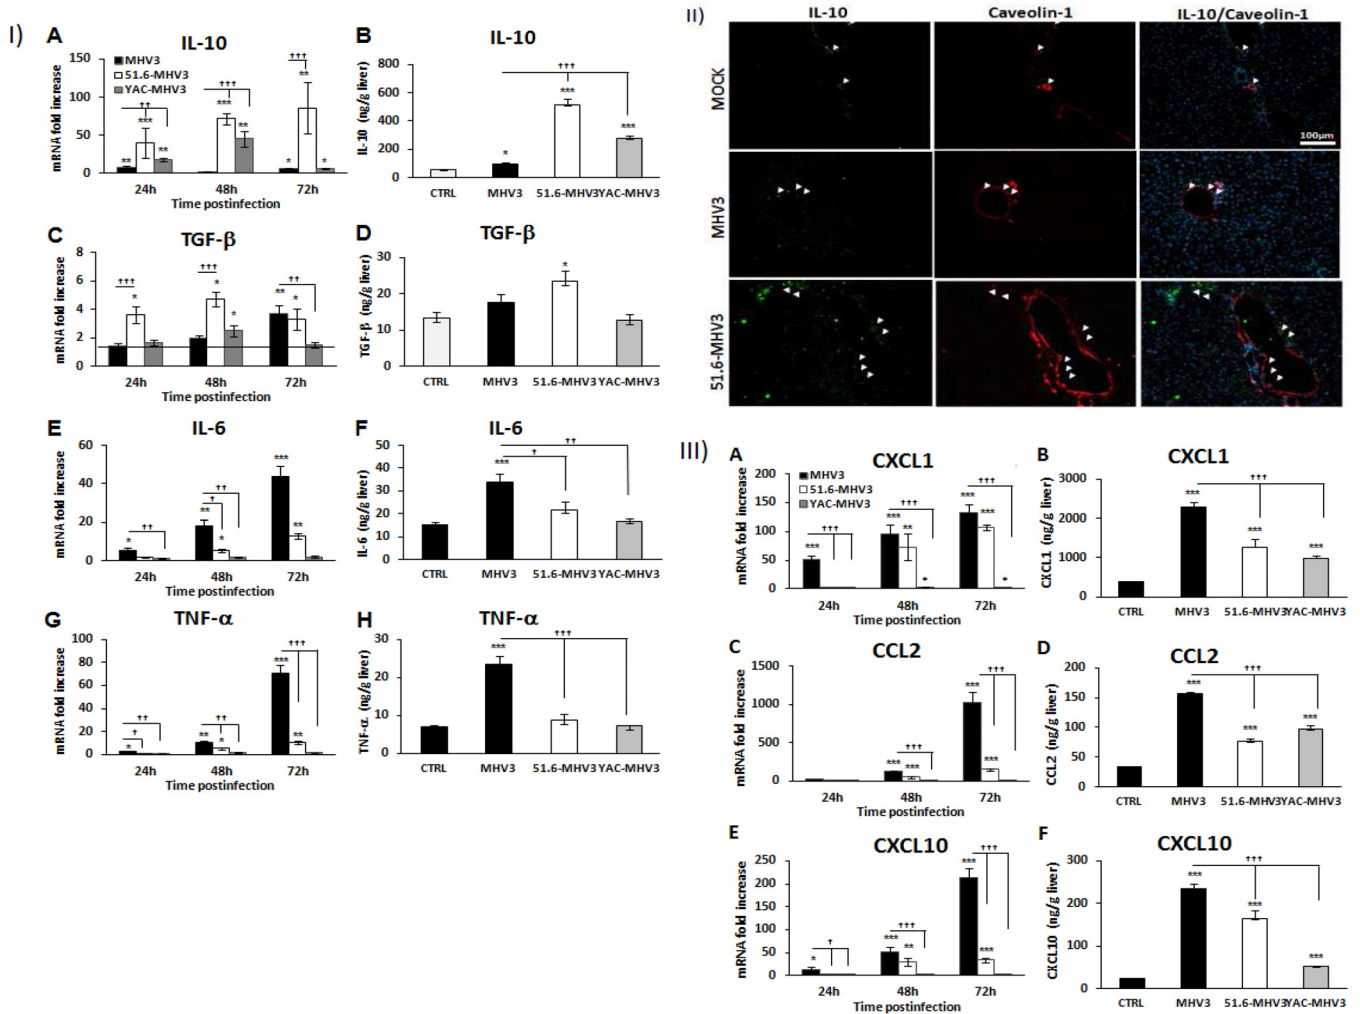 I)
A
IL-10
mRNA fold increase
150
100
50
0
MHV3
51.6-MHV3
YAC-MHV3
††
†††
†††
**
***
**
***
**
*
**
*
24h
48h
72h
Time postinfection
B
IL-10
IL-10 (ng/g liver)
800
600
400
200
0
†††
*
***
***
CTRL
MHV3
51.6-MHV3
YAC-MHV3
C
TGF-β
mRNA fold increase
8
6
4
2
0
†††
†††
††
*
*
*
**
*
24h
48h
72h
Time postinfection
D
TGF-β
TGF-β (ng/g liver)
30
20
10
0
*
CTRL
MHV3
51.6-MHV3
YAC-MHV3
E
IL-6
mRNA fold increase
60
40
20
0
††
††
†
*
**
*
***
**
24h
48h
72h
Time postinfection
F
IL-6
IL-6 (ng/g liver)
50
40
30
20
10
0
††
†
***
CTRL
MHV3
51.6-MHV3
YAC-MHV3
G
TNF-α
mRNA fold increase
100
80
60
40
20
0
††
†
††
†††
*
**
*
***
**
24h
48h
72h
Time postinfection
H
TNF-α
TNF-α (ng/g liver)
30
20
10
0
†††
***
CTRL
MHV3
51.6-MHV3
YAC-MHV3
II)
IL-10
Caveolin-1
IL-10/Caveolin-1
MOCK
100µm
MHV3
51.6-MHV3
III)
A
CXCL1
mRNA fold increase
200
150
100
50
0
MHV3
51.6-MHV3
YAC-MHV3
†††
†††
†††
***
***
**
*
***
***
*
24h
48h
72h
Time postinfection
B
CXCL1
CXCL1 (ng/g liver)
3000
2000
1000
0
†††
***
***
***
CTRL
MHV3
51.6-MHV3
YAC-MHV3
C
CCL2
mRNA fold increase
1500
1000
500
0
†††
†††
***
***
***
***
24h
48h
72h
Time postinfection
D
CCL2
CCL2 (ng/g liver)
200
150
100
50
0
†††
***
***
***
CTRL
MHV3
51.6-MHV3
YAC-MHV3
E
CXCL10
mRNA fold increase
250
200
150
100
50
0
†
†††
†††
*
***
**
***
***
24h
48h
72h
Time postinfection
F
CXCL10
CXCL10 (ng/g liver)
300
200
100
0
†††
***
***
***
CTRL
MHV3
51.6-MHV3
YAC-MHV3